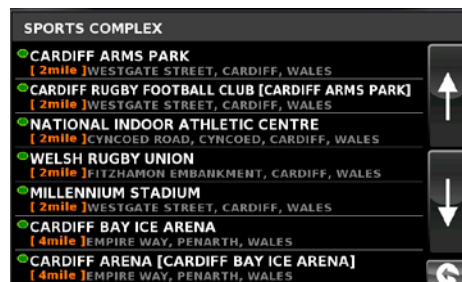 SPORTS COMPLEX
CARDIFF ARMS PARK
[ 2mile ]WESTGATE STREET, CARDIFF, WALES
CARDIFF RUGBY FOOTBALL CLUB [CARDIFF ARMS PARK]
[ 2mile ]WESTGATE STREET, CARDIFF, WALES
NATIONAL INDOOR ATHLETIC CENTRE
[ 2mile ]CYNCOED ROAD, CYNCOED, CARDIFF, WALES
WELSH RUGBY UNION
[ 2mile ]FITZHAMON EMBANKMENT, CARDIFF, WALES
MILLENNIUM STADIUM
[ 2mile ]WESTGATE STREET, CARDIFF, WALES
CARDIFF BAY ICE ARENA
[ 4mile ]EMPIRE WAY, PENARTH, WALES
CARDIFF ARENA [CARDIFF BAY ICE ARENA]
[ 4mile ]EMPIRE WAY, PENARTH, WALES